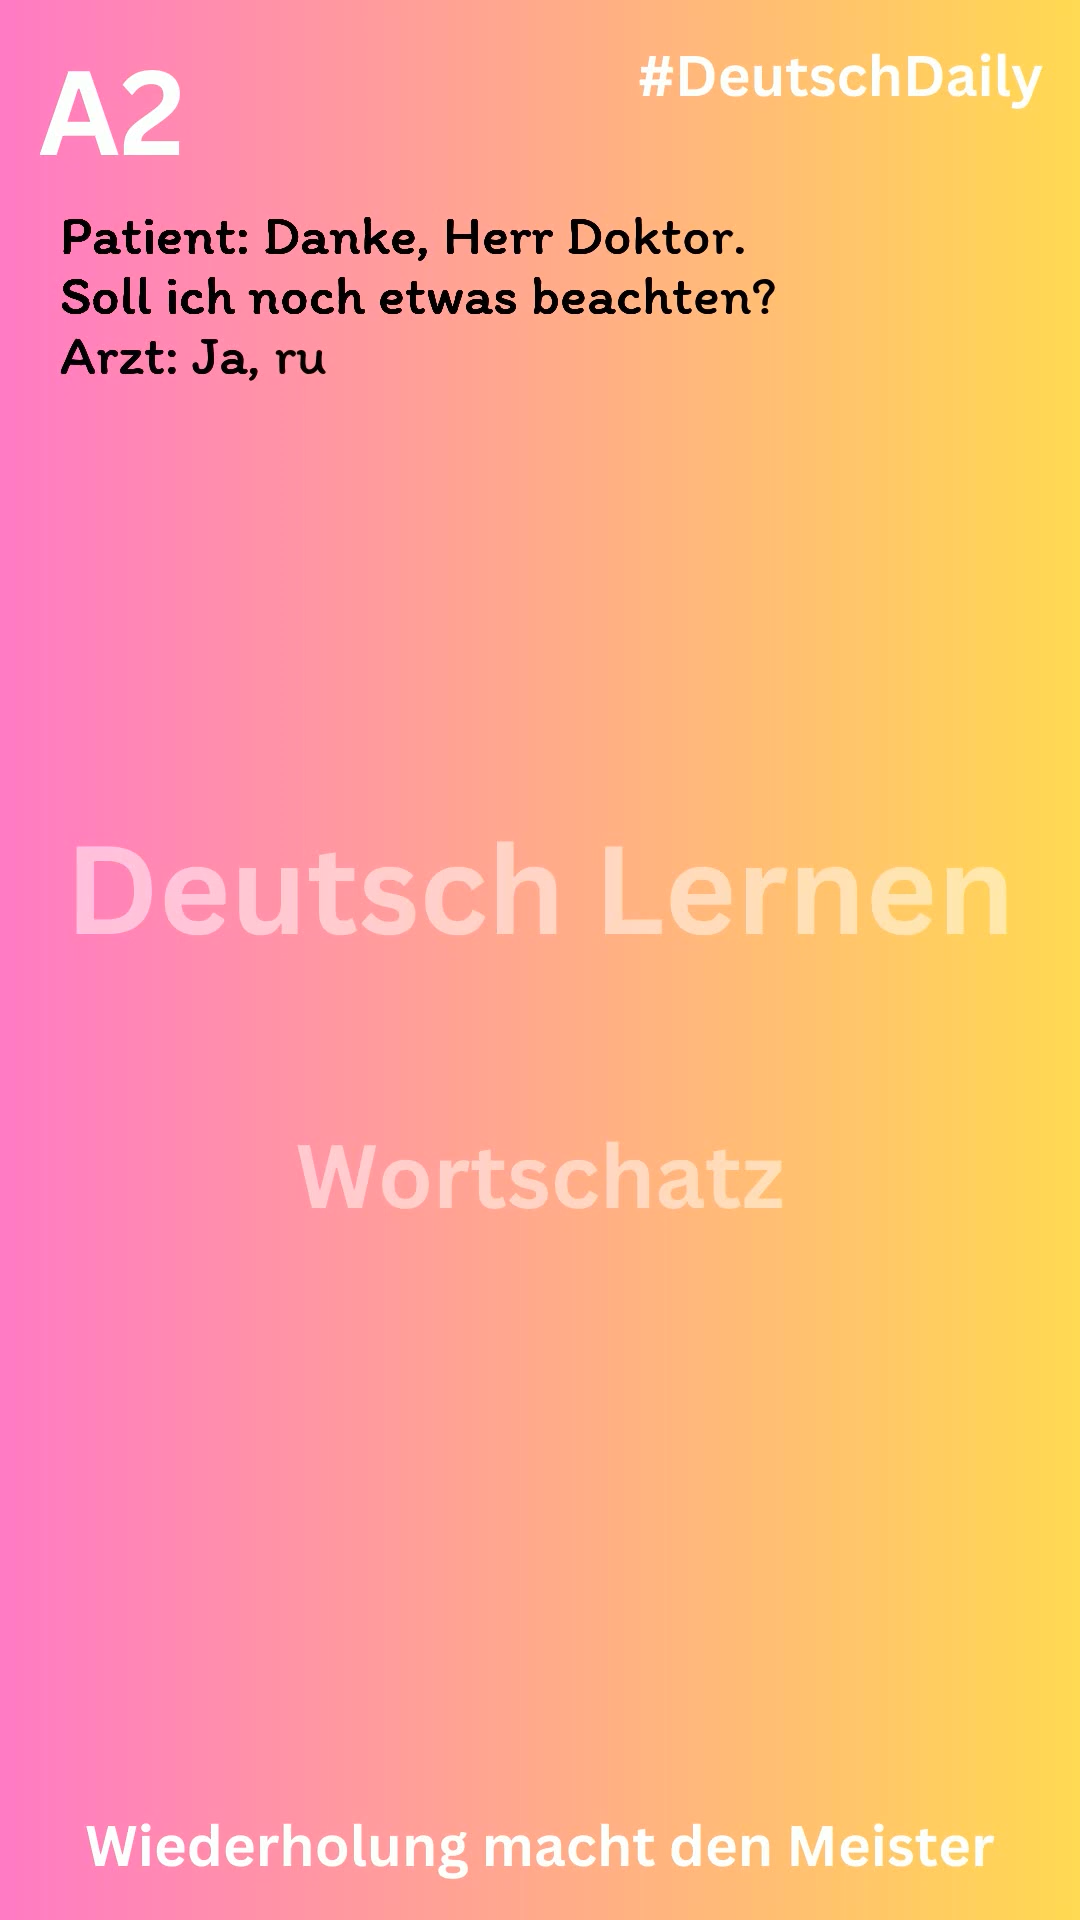 A2
#DeutschDaily
Patient: Danke, Herr Doktor.
Soll ich noch etwas beachten?
Arzt: Ja, ru
Deutsch Lernen
Wortschatz
Wiederholung macht den Meister